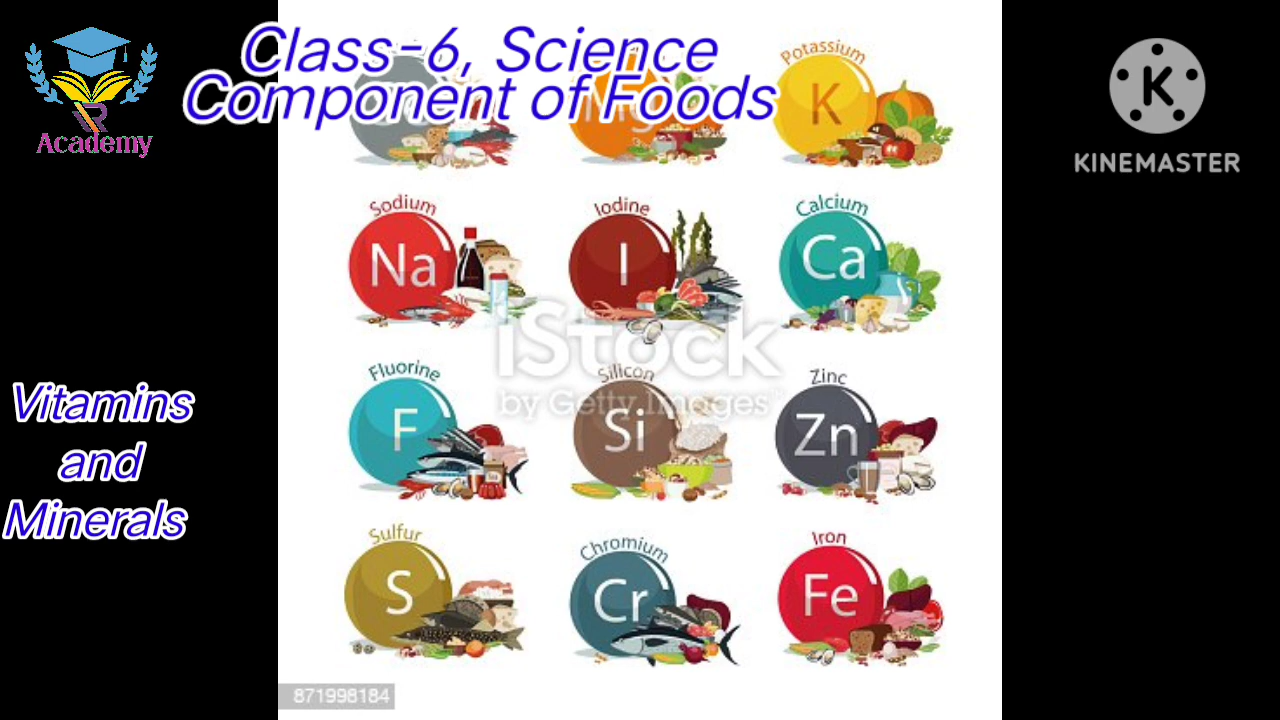 Class-6, Science
Component of Foods
R
Academy
K
KINEMASTER
Potassium
K
Mg
Sodium
Na
Iodine
I
Calcium
Ca
iStock
by Getty Images
Fluorine
F
Silicon
Si
Zinc
Zn
Vitamins
and
Minerals
Sulfur
S
Chromium
Cr
Iron
Fe
871998184